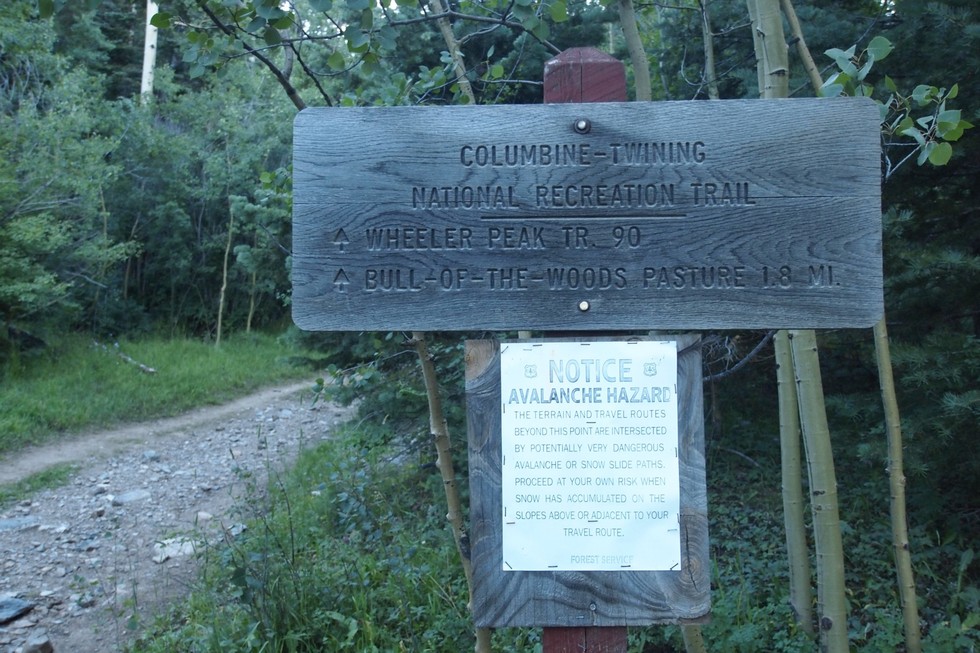 COLUMBINE-TWINING
NATIONAL RECREATION TRAIL
WHEELER PEAK TR. 90
BULL-OF-THE-WOODS PASTURE 1.8 MI.
NOTICE
AVALANCHE HAZARD
THE TERRAIN AND TRAVEL ROUTES
BEYOND THIS POINT ARE INTERSECTED
BY POTENTIALLY VERY DANGEROUS
AVALANCHE OR SNOW SLIDE PATHS.
PROCEED AT YOUR OWN RISK WHEN
SNOW HAS ACCUMULATED ON THE
SLOPES ABOVE OR ADJACENT TO YOUR
TRAVEL ROUTE.
FOREST SERVICE